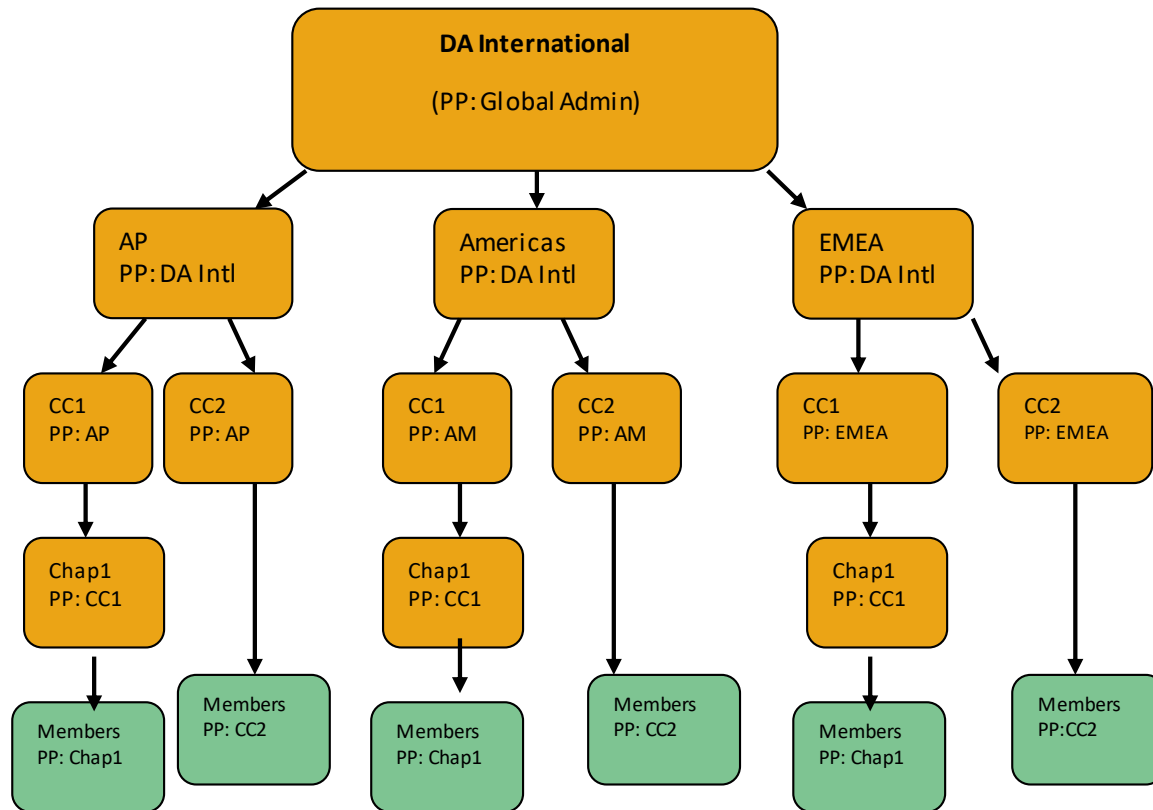 DA International
(PP: Global Admin)
AP
PP: DA Intl
Americas
PP: DA Intl
EMEA
PP: DA Intl
CC1
PP: AP
CC2
PP: AP
CC1
PP: AM
CC2
PP: AM
CC1
PP: EMEA
CC2
PP: EMEA
Chap1
PP: CC1
Chap1
PP: CC1
Chap1
PP: CC1
Members
PP: Chap1
Members
PP: CC2
Members
PP: Chap1
Members
PP: CC2
Members
PP: Chap1
Members
PP:CC2